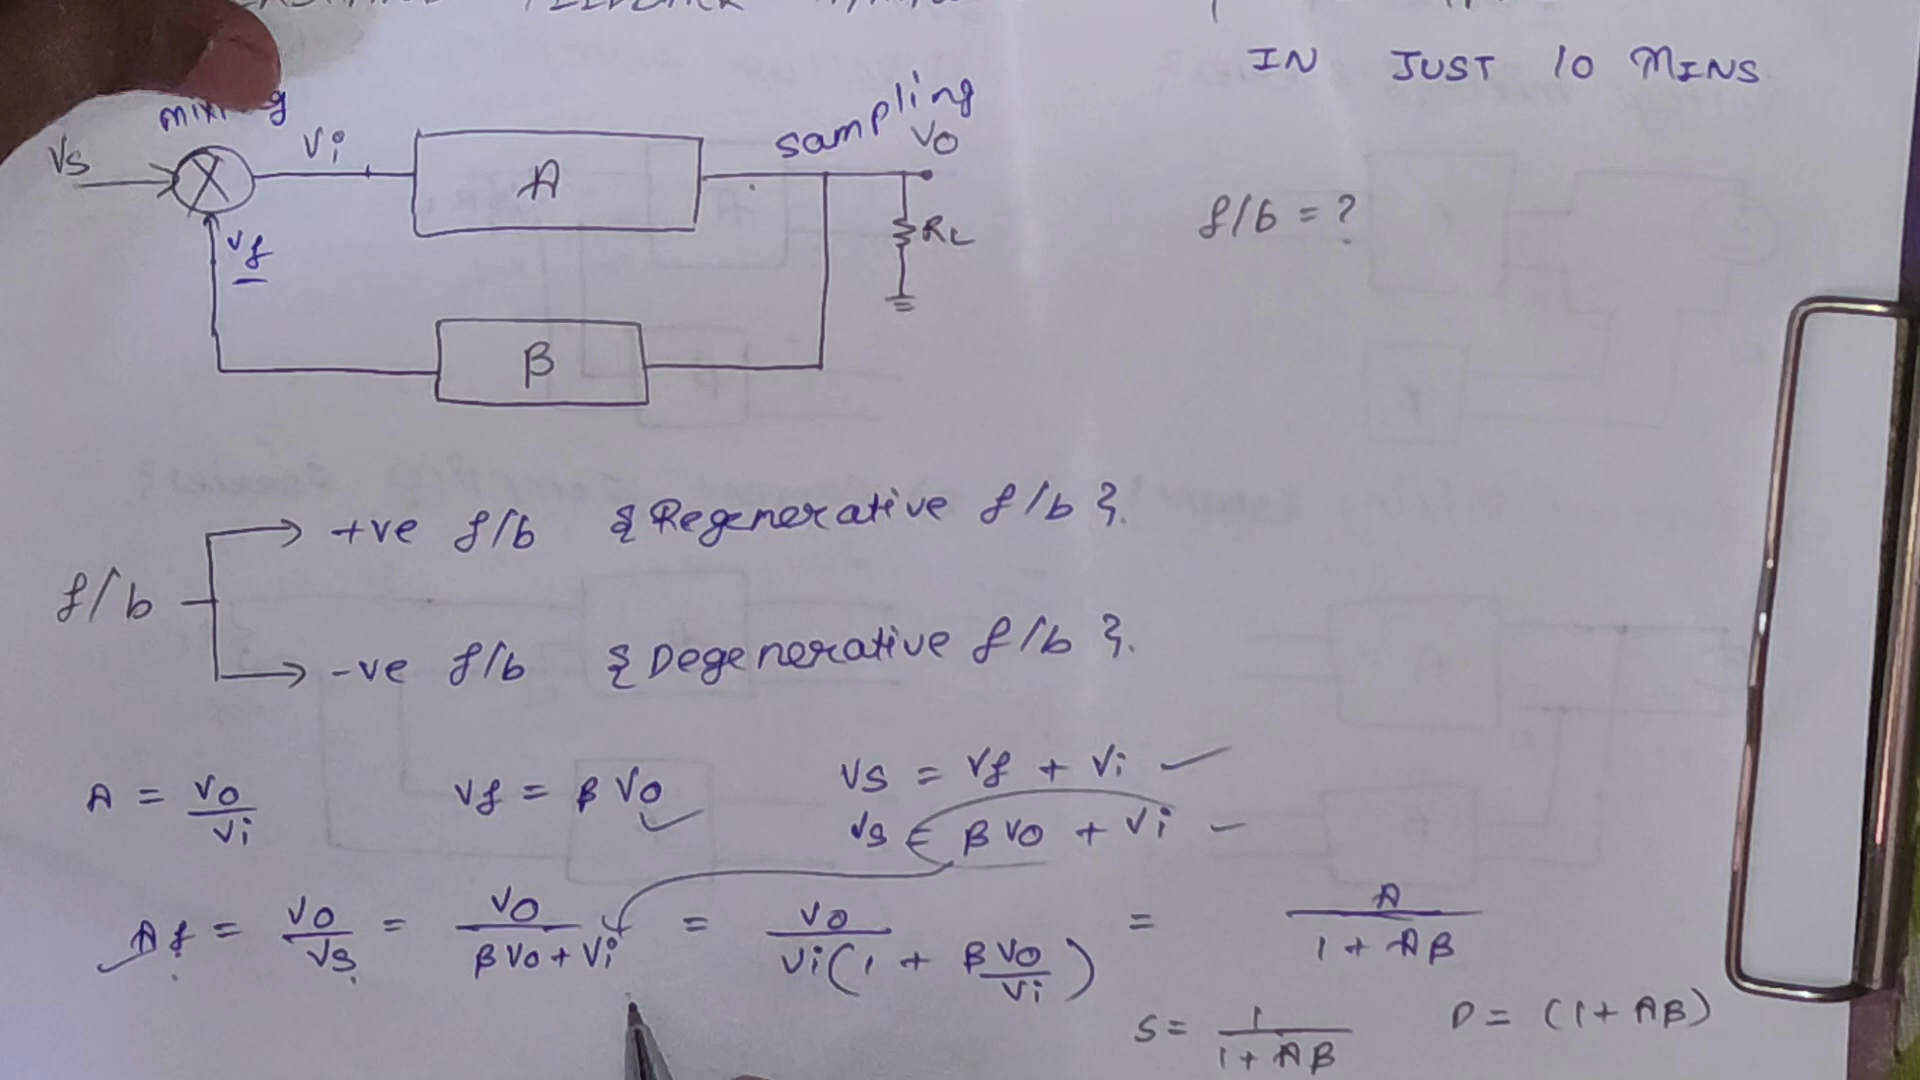 FEEDBACK
IN JUST 10 MINS
mixing
sampling
Vs
Vi
A
Vo
RL
Vf
β
f/b = ?
f/b
+ve f/b { Regenerative f/b }.
-ve f/b { Degenerative f/b }.
A = Vo/Vi
Vf = β Vo
Vs = Vf + Vi
Vs = β Vo + Vi
Af = Vo/Vs = Vo/(βVo + Vi) = Vo/(Vi(1 + βVo/Vi)) = A/(1 + Aβ)
S = 1/(1 + Aβ)
D = (1 + Aβ)